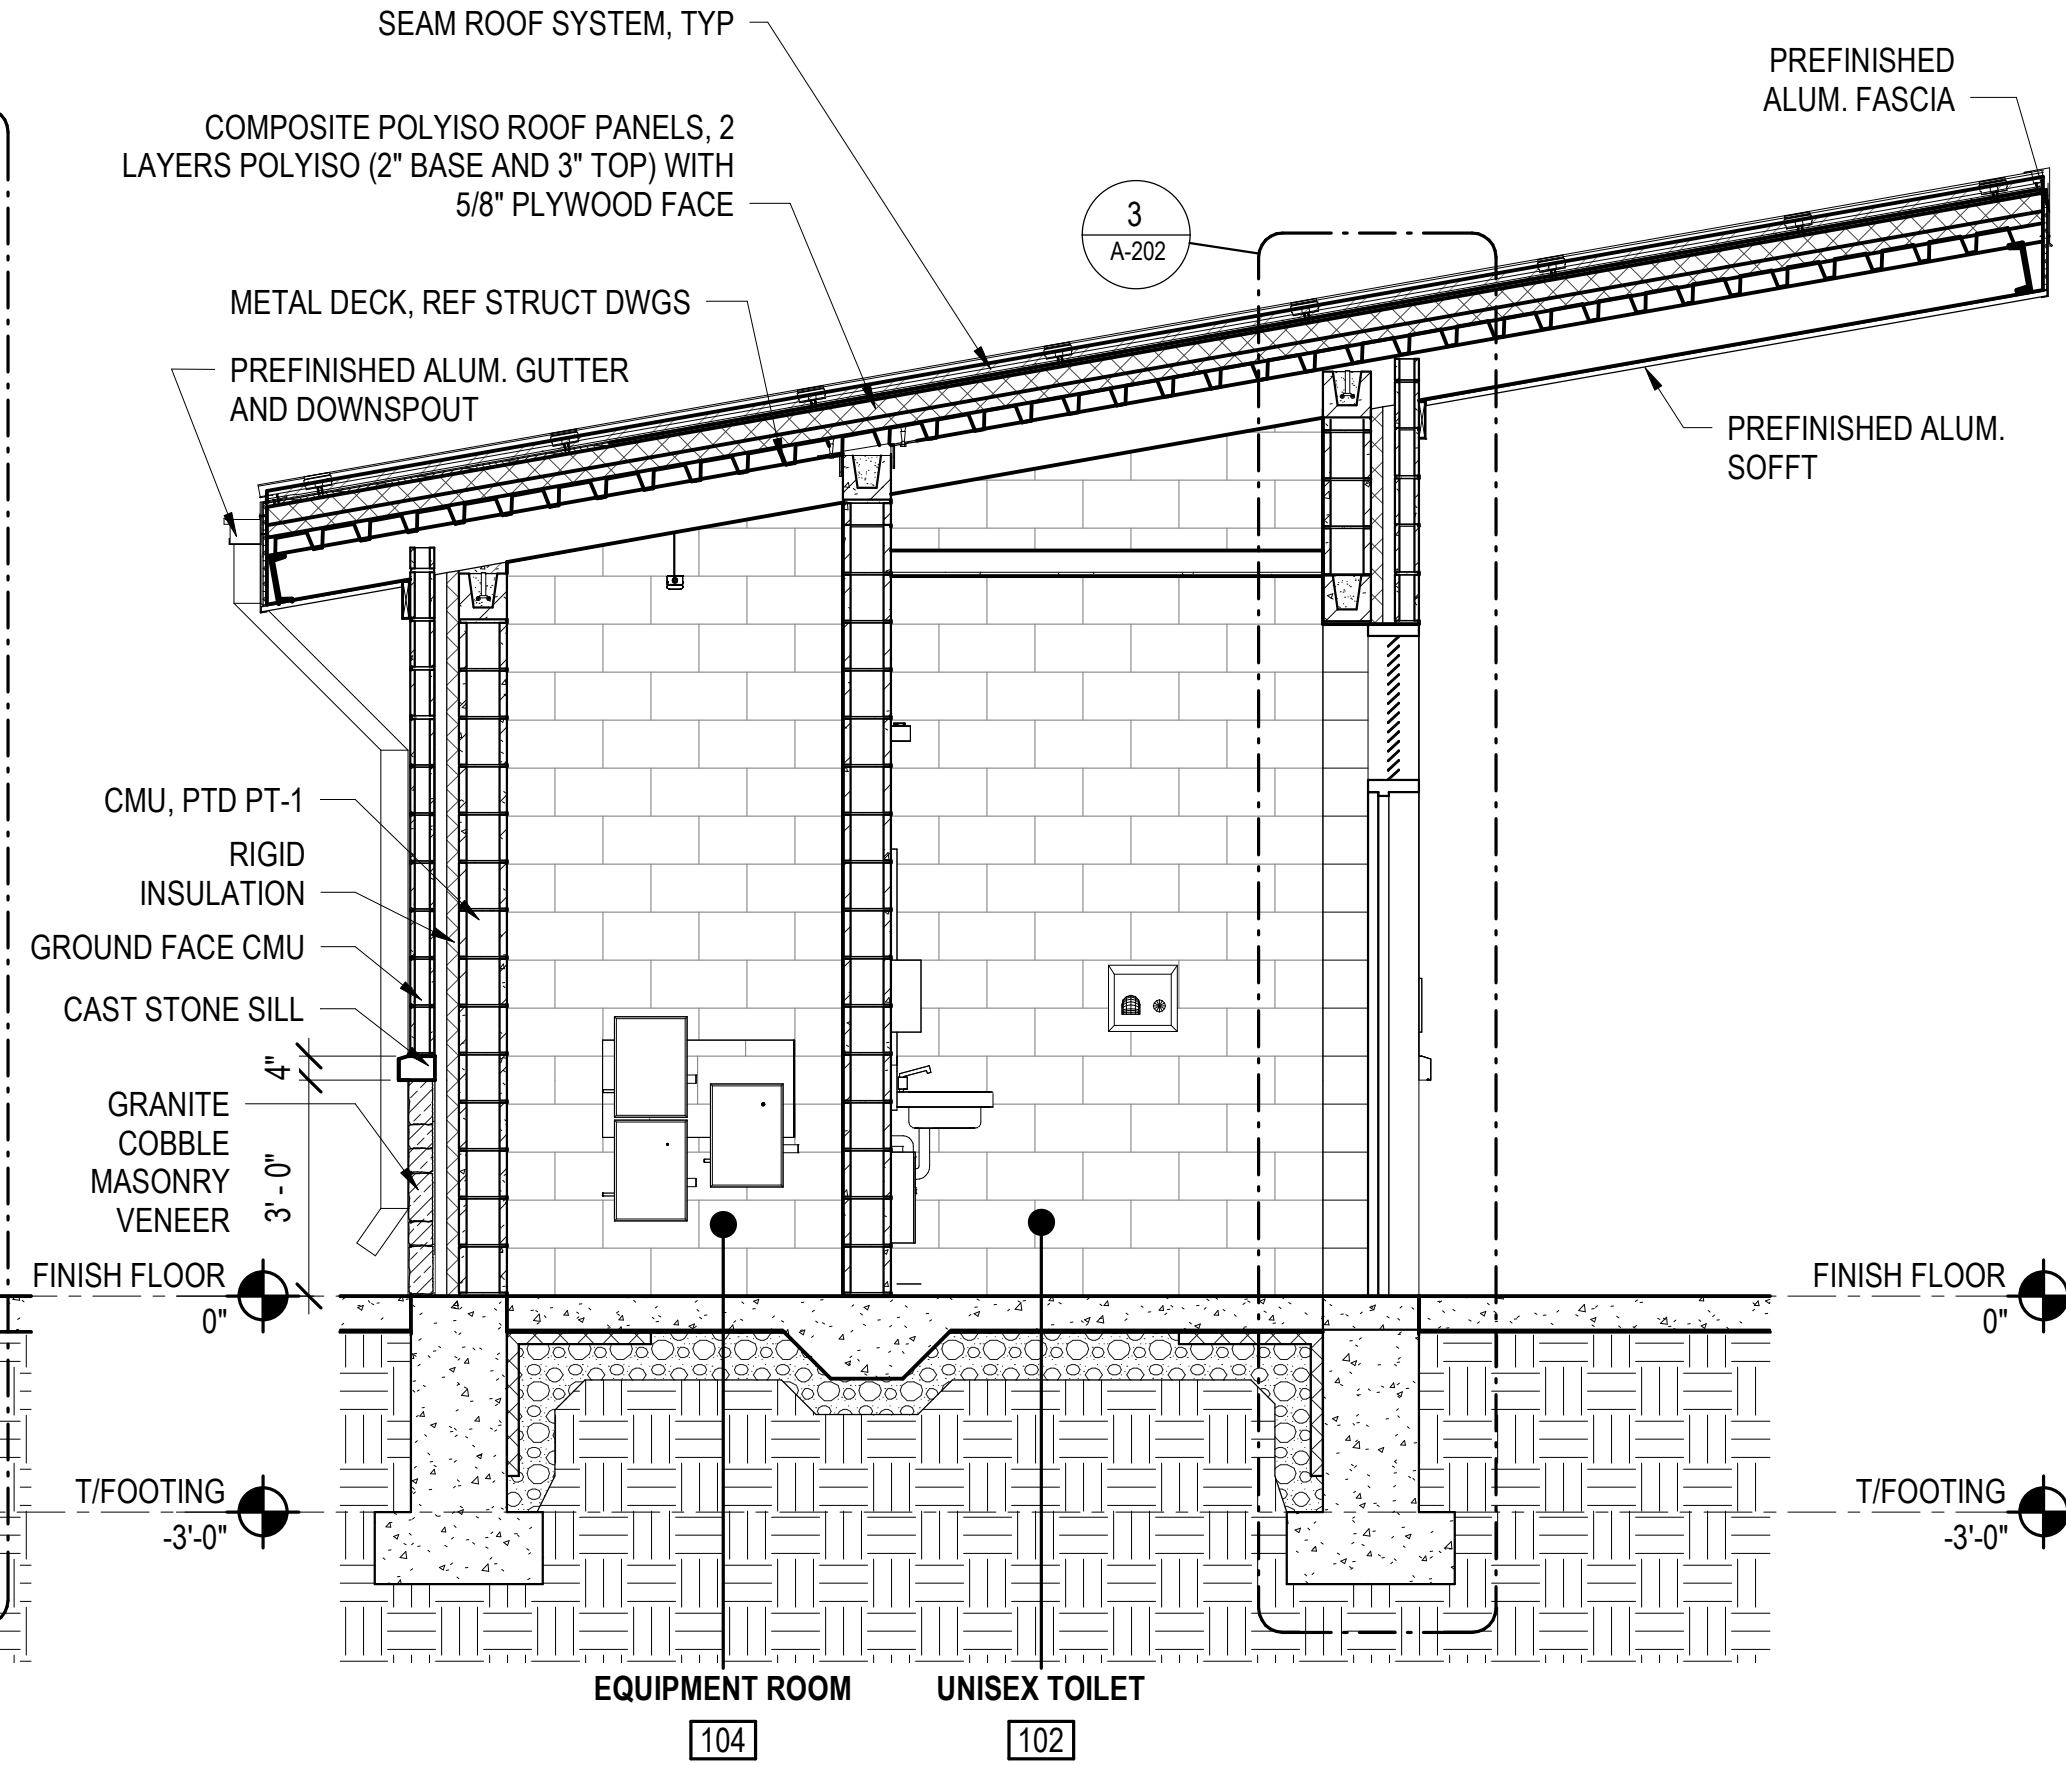 SEAM ROOF SYSTEM, TYP
PREFINISHED
ALUM. FASCIA
COMPOSITE POLYISO ROOF PANELS, 2
LAYERS POLYISO (2" BASE AND 3" TOP) WITH
5/8" PLYWOOD FACE
3
A-202
METAL DECK, REF STRUCT DWGS
PREFINISHED ALUM. GUTTER
AND DOWNSPOUT
PREFINISHED ALUM.
SOFFT
CMU, PTD PT-1
RIGID
INSULATION
GROUND FACE CMU
CAST STONE SILL
4"
GRANITE
COBBLE
MASONRY
VENEER
3' - 0"
FINISH FLOOR
0"
FINISH FLOOR
0"
T/FOOTING
-3'-0"
T/FOOTING
-3'-0"
EQUIPMENT ROOM
104
UNISEX TOILET
102